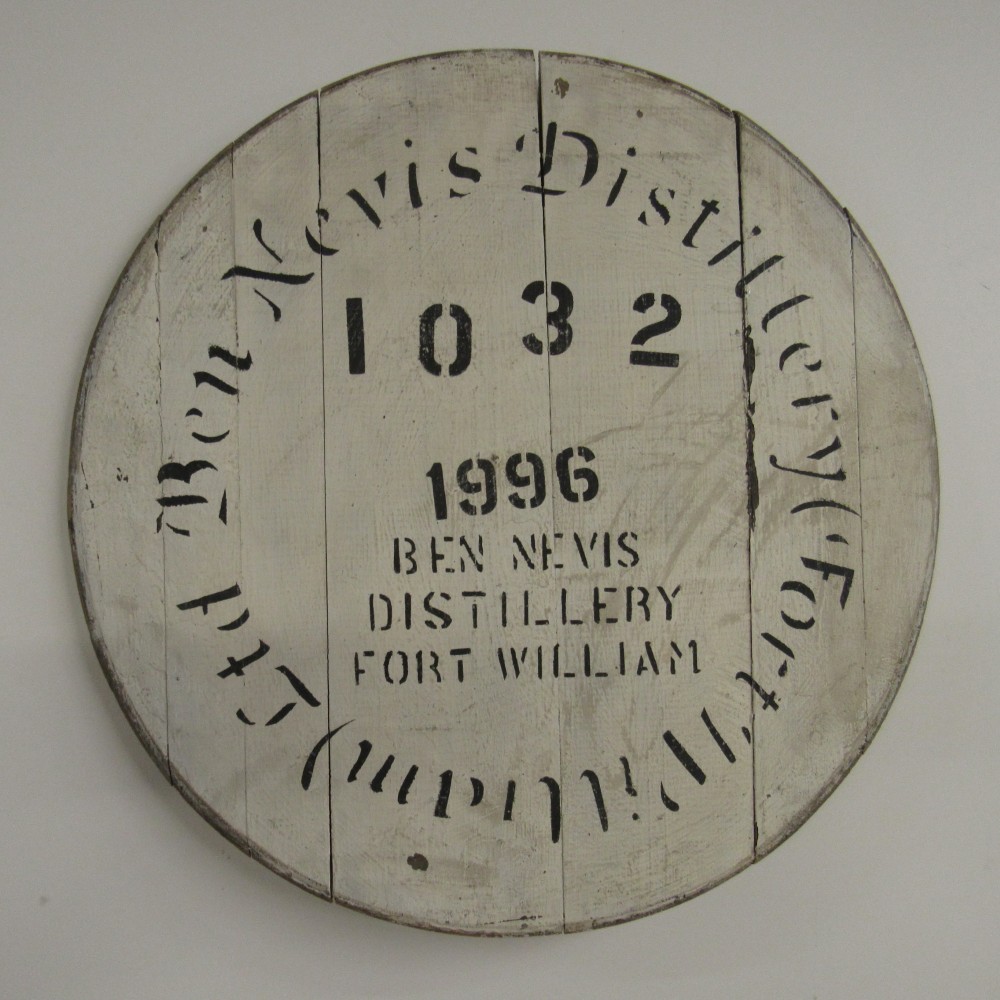 Ben Nevis Distillery (Fort William) Ltd
1032
1996
BEN NEVIS
DISTILLERY
FORT WILLIAM